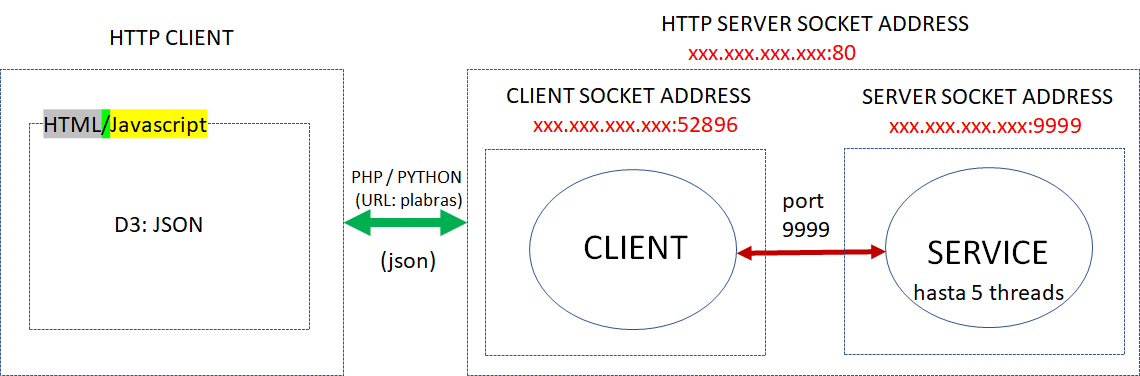 HTTP CLIENT
HTML/Javascript
D3: JSON
PHP / PYTHON
(URL: plabras)
(json)
HTTP SERVER SOCKET ADDRESS
xxx.xxx.xxx.xxx:80
CLIENT SOCKET ADDRESS
xxx.xxx.xxx.xxx:52896
CLIENT
port
9999
SERVER SOCKET ADDRESS
xxx.xxx.xxx.xxx:9999
SERVICE
hasta 5 threads